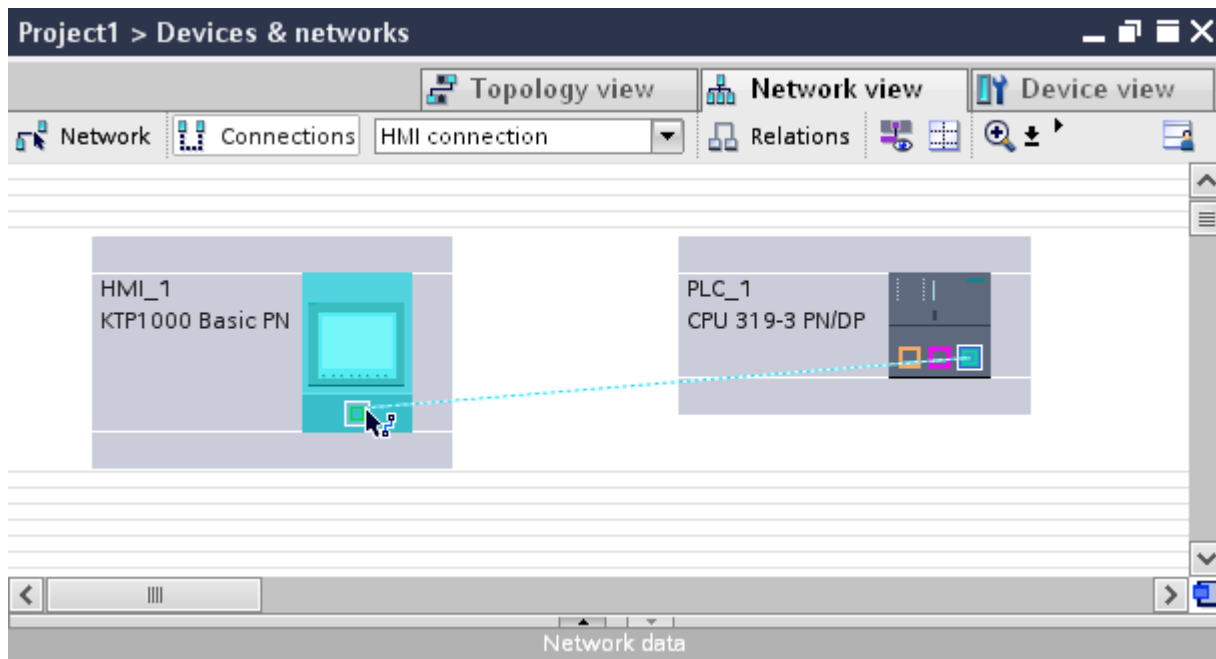 Project1 > Devices & networks
Topology view
Network view
Device view
Network
Connections
HMI connection
Relations
HMI_1
KTP1000 Basic PN
PLC_1
CPU 319-3 PN/DP
Network data